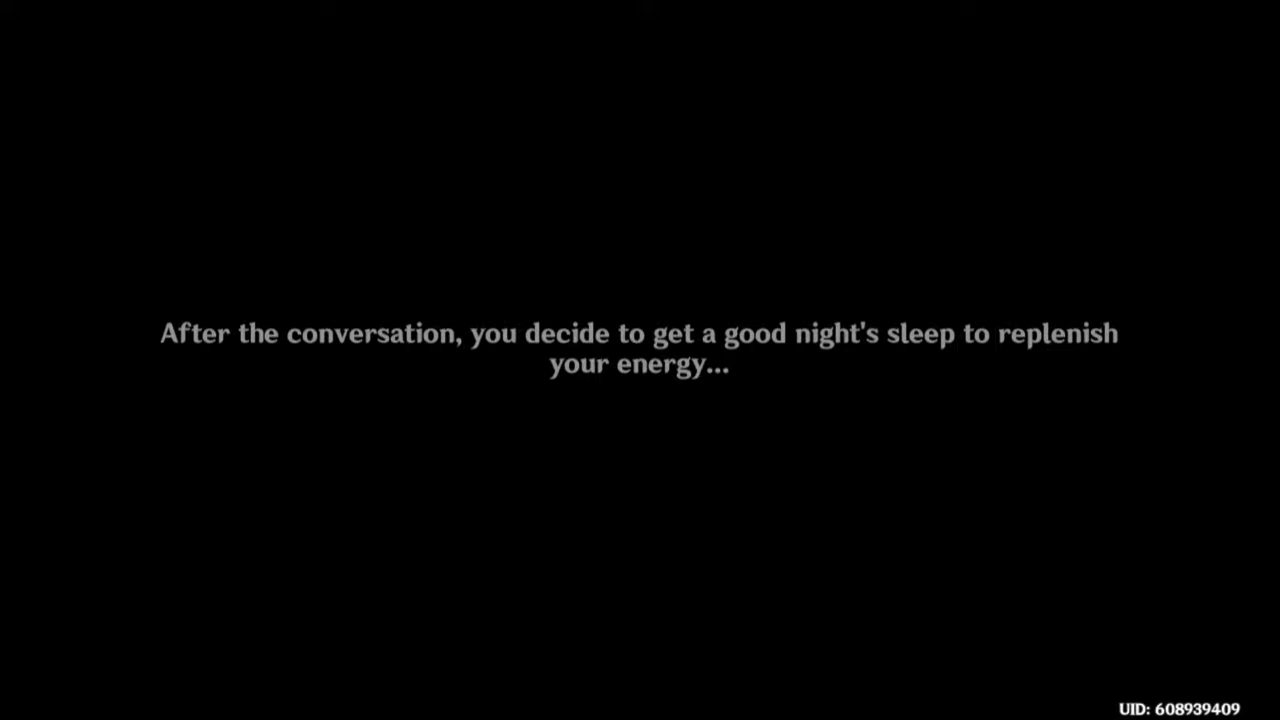 After the conversation, you decide to get a good night's sleep to replenish
your energy...
UID: 608939409